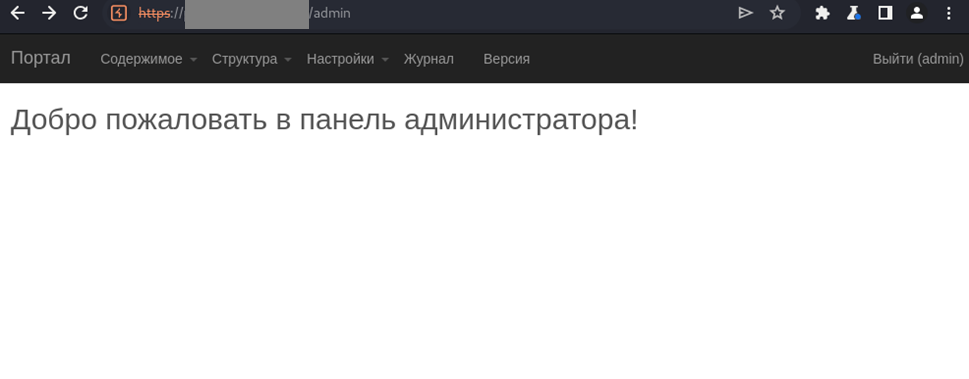 https:// /admin
Портал Содержимое Структура Настройки Журнал Версия Выйти (admin)
Добро пожаловать в панель администратора!